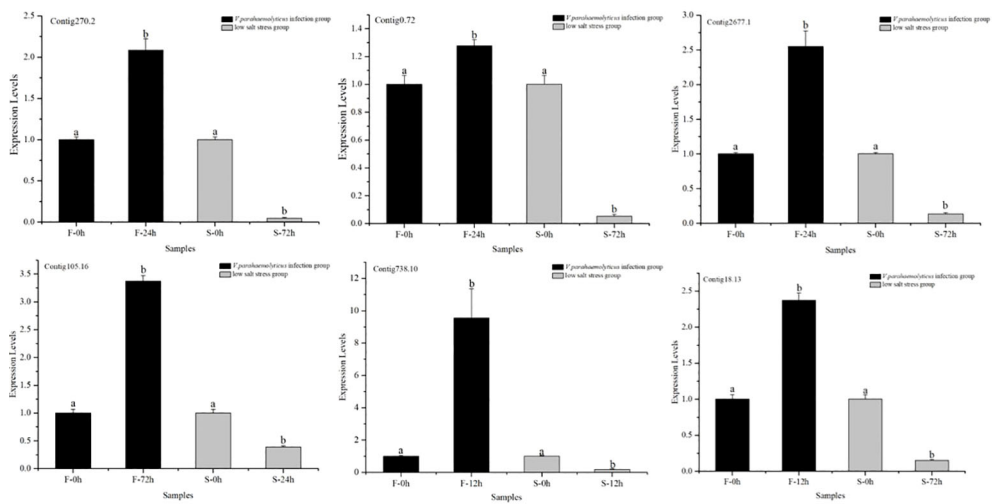 Contig270.2
V.parahaemolyticus infection group
low salt stress group
Expression Levels
2.5
2.0
1.5
1.0
0.5
0.0
a
b
a
b
F-0h F-24h S-0h S-72h
Samples
Contig0.72
V.parahaemolyticus infection group
low salt stress group
Expression Levels
1.4
1.2
1.0
0.8
0.6
0.4
0.2
0.0
a
b
a
b
F-0h F-24h S-0h S-72h
Samples
Contig2677.1
V.parahaemolyticus infection group
low salt stress group
Expression Levels
3.0
2.5
2.0
1.5
1.0
0.5
0.0
a
b
a
b
F-0h F-24h S-0h S-72h
Samples
Contig105.16
V.parahaemolyticus infection group
low salt stress group
Expression Levels
3.5
3.0
2.5
2.0
1.5
1.0
0.5
0.0
a
b
a
b
F-0h F-72h S-0h S-24h
Samples
Contig738.10
V.parahaemolyticus infection group
low salt stress group
Expression Levels
10
8
6
4
2
0
a
b
a
b
F-0h F-12h S-0h S-12h
Samples
Contig18.13
V.parahaemolyticus infection group
low salt stress group
Expression Levels
2.5
2.0
1.5
1.0
0.5
0.0
a
b
a
b
F-0h F-12h S-0h S-72h
Samples